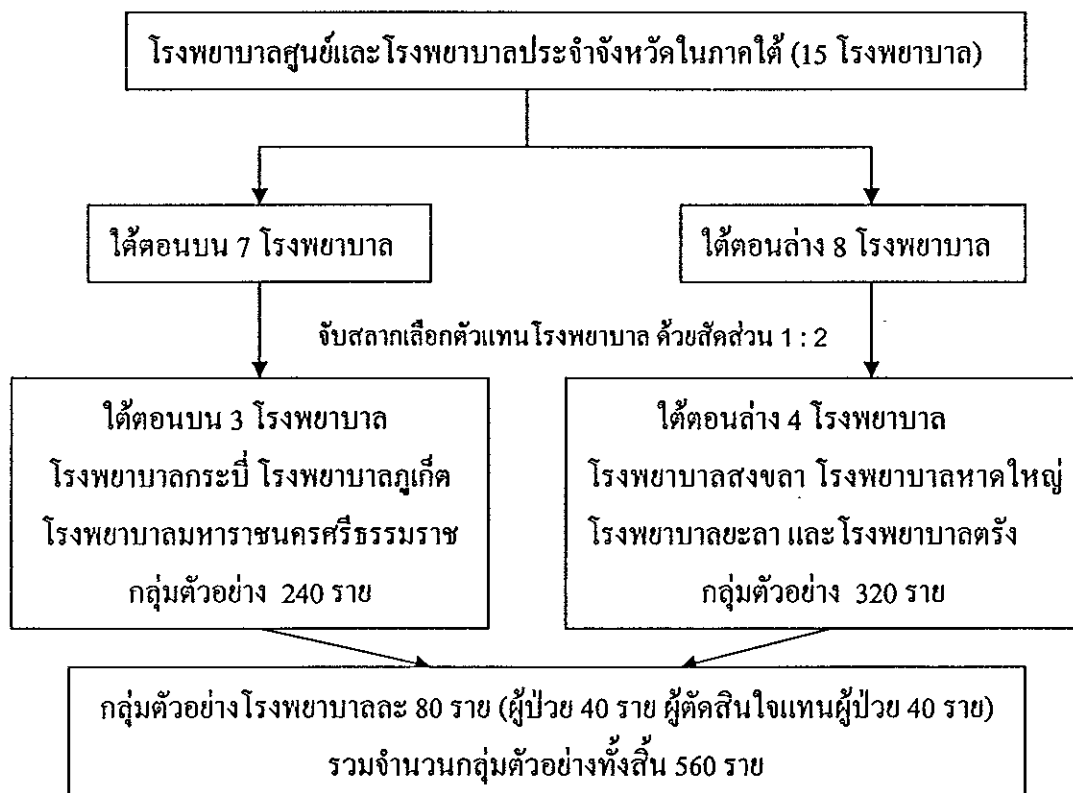 โรงพยาบาลศูนย์และโรงพยาบาลประจำจังหวัดในภาคใต้ (15 โรงพยาบาล)
ใต้ตอนบน 7 โรงพยาบาล
ใต้ตอนล่าง 8 โรงพยาบาล
จับสลากเลือกตัวแทนโรงพยาบาล ด้วยสัดส่วน 1 : 2
ใต้ตอนบน 3 โรงพยาบาล
โรงพยาบาลกระบี่ โรงพยาบาลภูเก็ต
โรงพยาบาลมหาราชนครศรีธรรมราช
กลุ่มตัวอย่าง 240 ราย
ใต้ตอนล่าง 4 โรงพยาบาล
โรงพยาบาลสงขลา โรงพยาบาลหาดใหญ่
โรงพยาบาลยะลา และโรงพยาบาลตรัง
กลุ่มตัวอย่าง 320 ราย
กลุ่มตัวอย่างโรงพยาบาลละ 80 ราย (ผู้ป่วย 40 ราย ผู้ตัดสินใจแทนผู้ป่วย 40 ราย)
รวมจำนวนกลุ่มตัวอย่างทั้งสิ้น 560 ราย